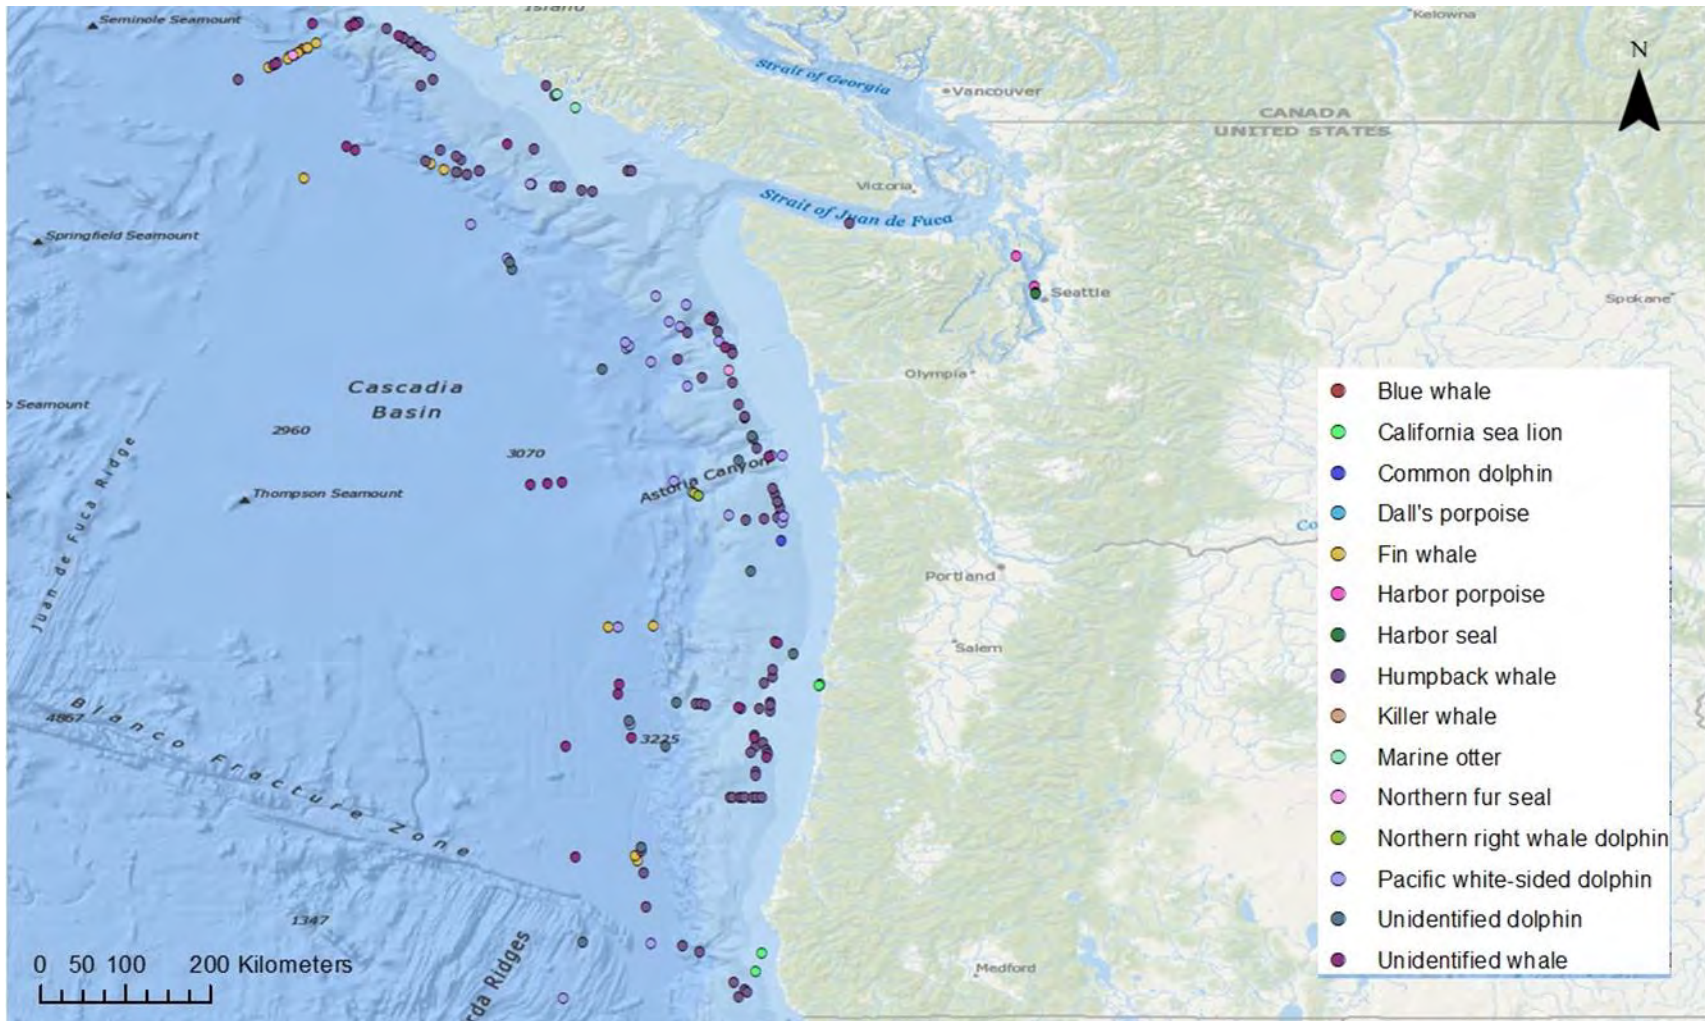 Island
Seminole Seamount
Kelowna
N
Strait of Georgia
Vancouver
CANADA
UNITED STATES
Victoria
Strait of Juan de Fuca
Springfield Seamount
Seattle
Spokane
Olympia
Cascadia
Basin
Seamount
2960
3070
Astoria Canyon
Thompson Seamount
Juan de Fuca Ridge
Co
Portland
Salem
Blanco Fracture Zone
4867
3225
1347
Medford
0 50 100 200 Kilometers
rda Ridges
Blue whale
California sea lion
Common dolphin
Dall's porpoise
Fin whale
Harbor porpoise
Harbor seal
Humpback whale
Killer whale
Marine otter
Northern fur seal
Northern right whale dolphin
Pacific white-sided dolphin
Unidentified dolphin
Unidentified whale